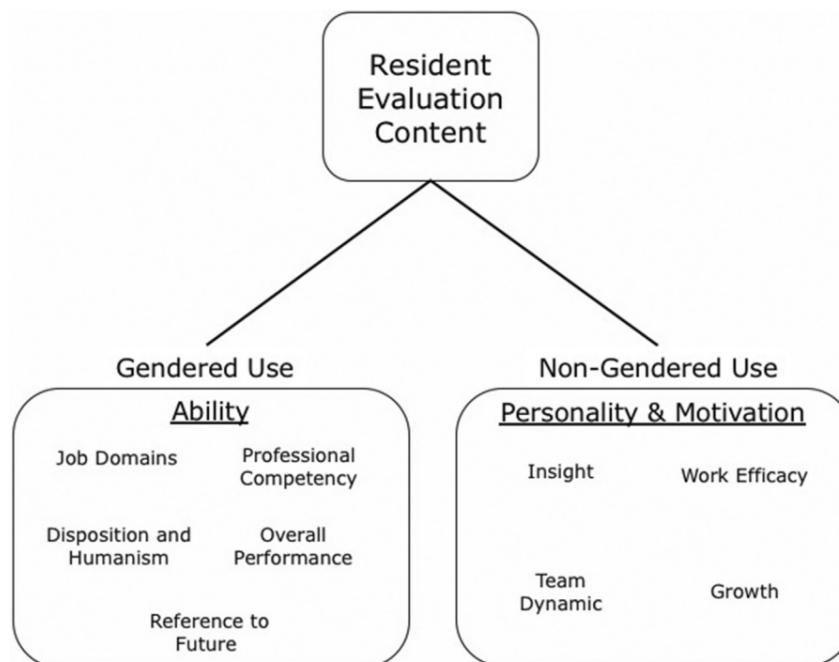 Resident
Evaluation
Content
Gendered Use
Ability
Job Domains
Professional
Competency
Disposition and
Humanism
Overall
Performance
Reference to
Future
Non-Gendered Use
Personality & Motivation
Insight
Work Efficacy
Team
Dynamic
Growth